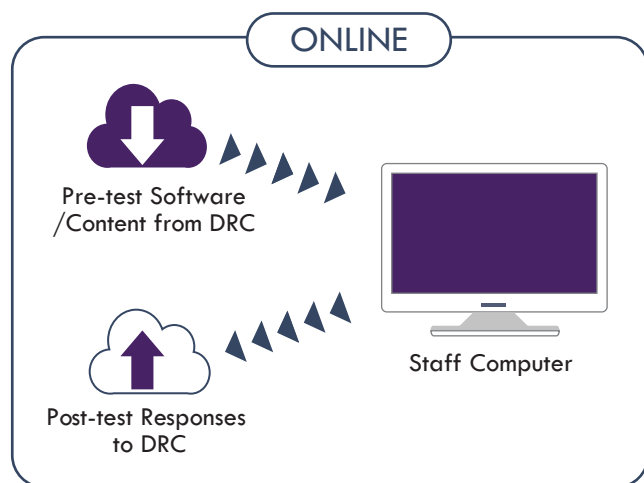 ONLINE
Pre-test Software
/Content from DRC
Staff Computer
Post-test Responses
to DRC